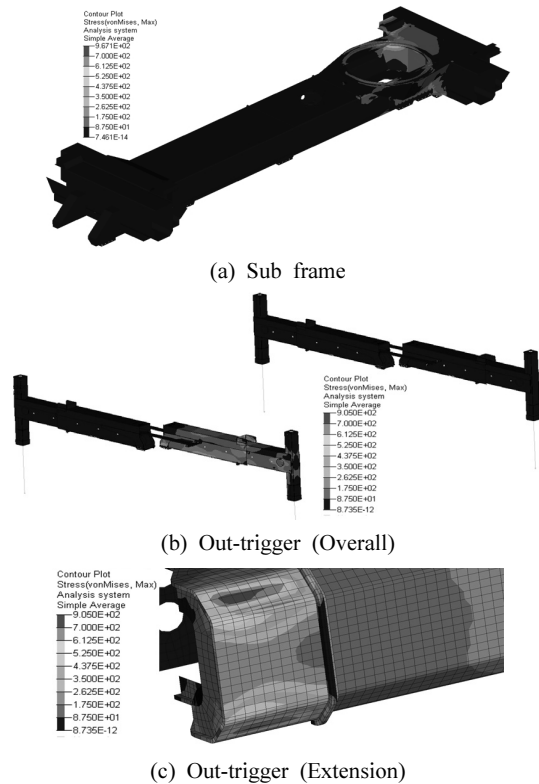 Contour Plot
Stress(vonMises, Max)
Analysis system
Simple Average
9.671E+02
7.000E+02
6.125E+02
5.250E+02
4.375E+02
3.500E+02
2.625E+02
1.750E+02
8.750E+01
7.461E-14
(a) Sub frame
Contour Plot
Stress(vonMises, Max)
Analysis system
Simple Average
9.050E+02
7.000E+02
6.125E+02
5.250E+02
4.375E+02
3.500E+02
2.625E+02
1.750E+02
8.750E+01
8.735E-12
(b) Out-trigger (Overall)
Contour Plot
Stress(vonMises, Max)
Analysis system
Simple Average
9.050E+02
7.000E+02
6.125E+02
5.250E+02
4.375E+02
3.500E+02
2.625E+02
1.750E+02
8.750E+01
8.735E-12
(c) Out-trigger (Extension)